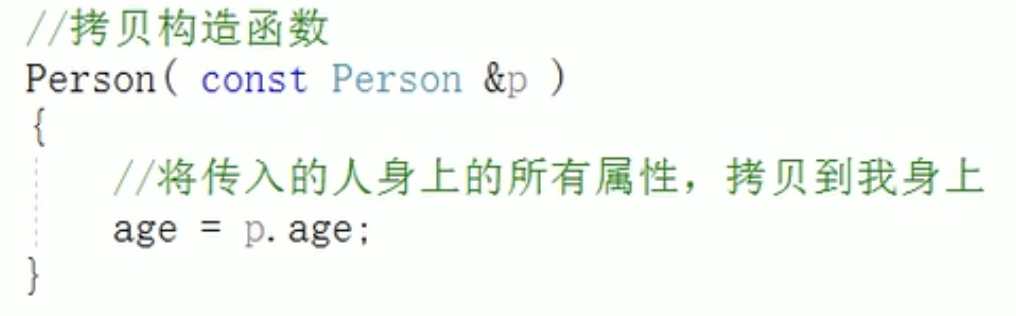 //拷贝构造函数
Person( const Person &p )
{
//将传入的人身上的所有属性，拷贝到我身上
age = p.age;
}